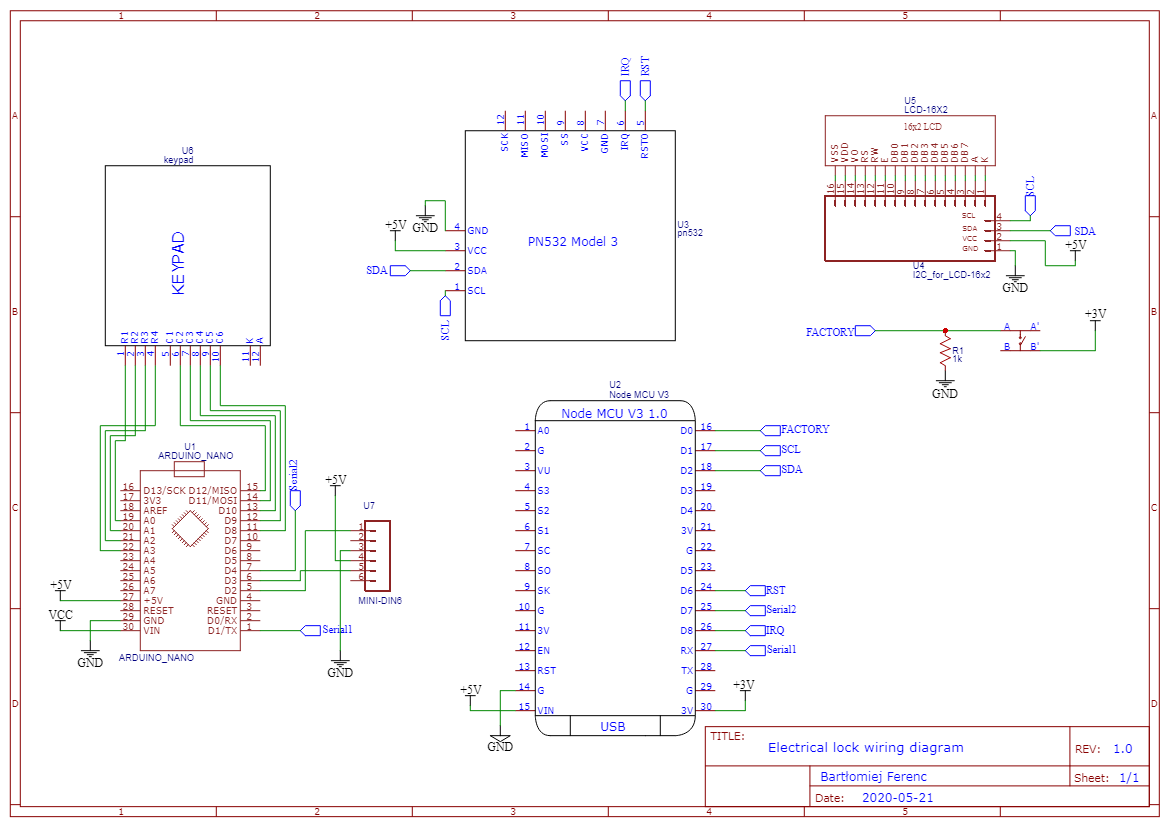 1 2 3 4 5
A
B
C
D
U6
keypad
KEYPAD
R1 R2 R3 R4 C1 C2 C3 C4 C5 C6 K A
1 2 3 4 5 6 7 8 9 10 11 12
IRQ RST
12 11 10 9 8 7 6 5
SCK MISO MOSI SS VCC GND IRQ RSTO
+5V
GND
4 GND
3 VCC
SDA 2 SDA
1 SCL
SCL
PN532 Model 3
U3
pn532
U5
LCD-16X2
16x2 LCD
VSS VDD VO RS RW E DB0 DB1 DB2 DB3 DB4 DB5 DB6 DB7 A K
16 15 14 13 12 11 10 9 8 7 6 5 4 3 2 1
SCL
SCL 4
SDA 3 SDA
VCC 2 +5V
GND 1
U4
I2C_for_LCD-16x2
GND
FACTORY
A A'
B B'
+3V
R1
1k
GND
U1
ARDUINO_NANO
16 D13/SCK D12/MISO 15
17 3V3 D11/MOSI 14
18 AREF D10 13
19 A0 D9 12
20 A1 D8 11
21 A2 D7 10
22 A3 D6 9
23 A4 D5 8
24 A5 D4 7
25 A6 D3 6
26 A7 D2 5
27 +5V GND 4
28 RESET RESET 3
29 GND D0/RX 2
30 VIN D1/TX 1
ARDUINO_NANO
+5V
VCC
GND
Serial2
Serial1
+5V
U7
1
2
3
4
5
6
MINI-DIN6
GND
U2
Node MCU V3
Node MCU V3 1.0
1 A0 D0 16 FACTORY
2 G D1 17 SCL
3 VU D2 18 SDA
4 S3 D3 19
5 S2 D4 20
6 S1 3V 21
7 SC G 22
8 SO D5 23
9 SK D6 24 RST
10 G D7 25 Serial2
11 3V D8 26 IRQ
12 EN RX 27 Serial1
13 RST TX 28
14 G G 29
15 VIN 3V 30
+5V
+3V
GND
USB
TITLE:
Electrical lock wiring diagram
REV: 1.0
Bartłomiej Ferenc
Sheet: 1/1
Date: 2020-05-21
A
B
C
D
1 2 3 4 5